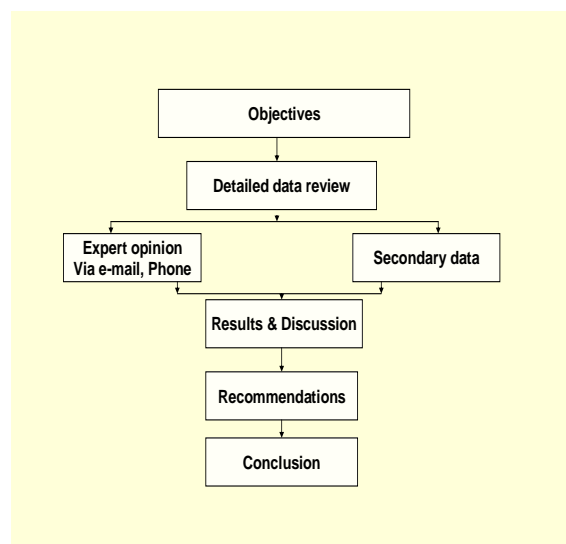 Objectives
Detailed data review
Expert opinion
Via e-mail, Phone
Secondary data
Results & Discussion
Recommendations
Conclusion